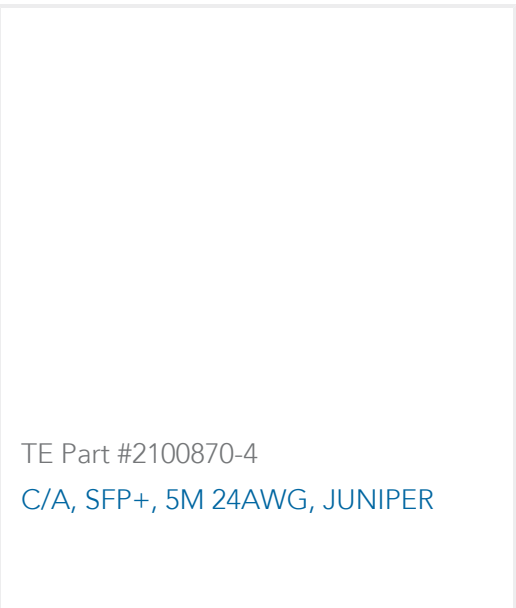 TE Part #2100870-4
C/A, SFP+, 5M 24AWG, JUNIPER